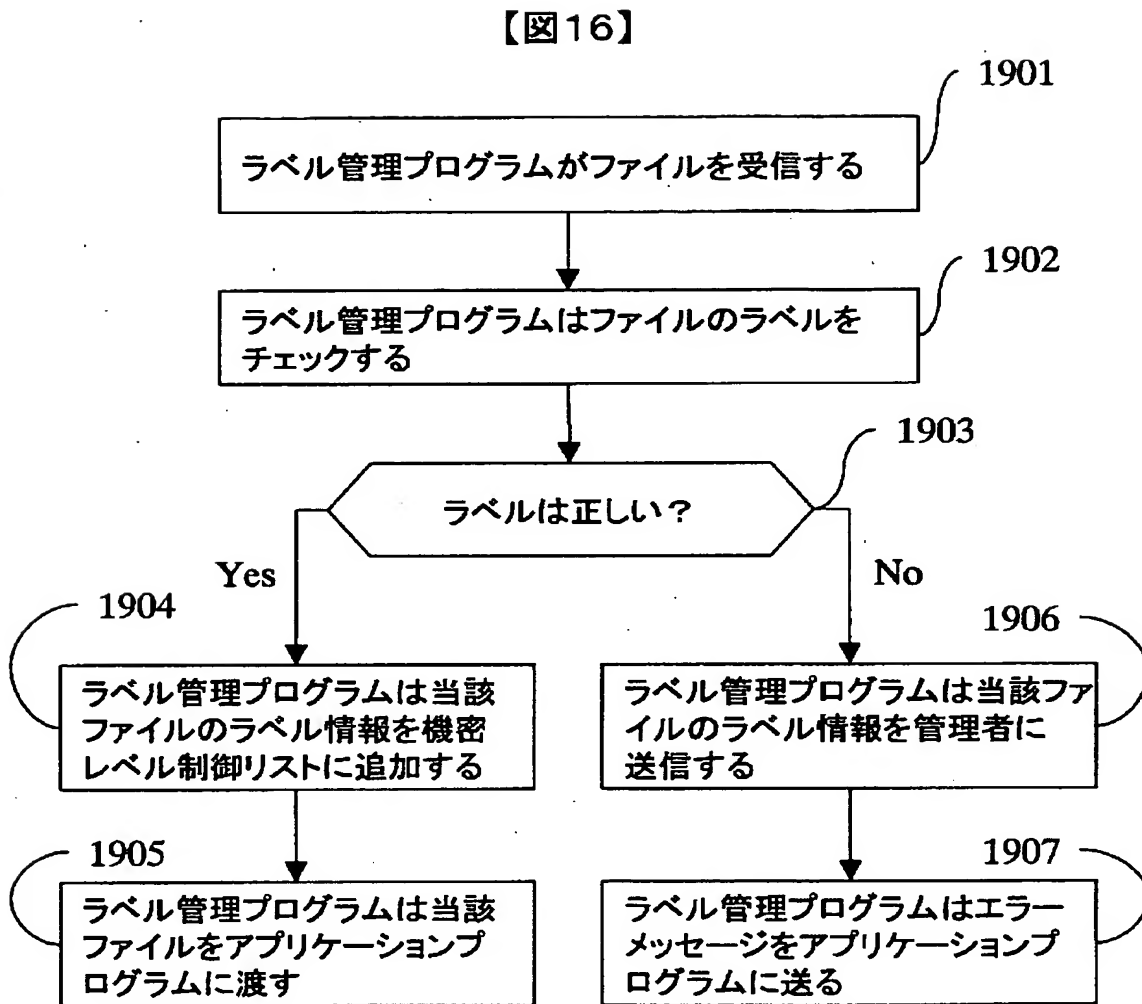 【図16】
1901
ラベル管理プログラムがファイルを受信する
1902
ラベル管理プログラムはファイルのラベルを
チェックする
1903
ラベルは正しい？
Yes
No
1904
ラベル管理プログラムは当該
ファイルのラベル情報を機密
レベル制御リストに追加する
1906
ラベル管理プログラムは当該ファ
イルのラベル情報を管理者に
送信する
1905
ラベル管理プログラムは当該
ファイルをアプリケーションプ
ログラムに渡す
1907
ラベル管理プログラムはエラー
メッセージをアプリケーションプ
ログラムに送る